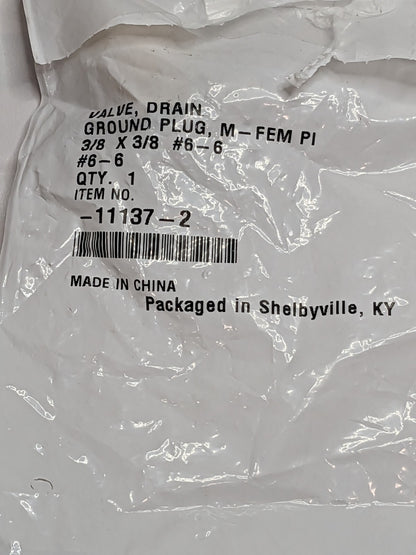 VALVE, DRAIN
GROUND PLUG, M-FEM PI
3/8 X 3/8 #6-6
#6-6
QTY. 1
ITEM NO.
-11137-2
MADE IN CHINA
Packaged in Shelbyville, KY